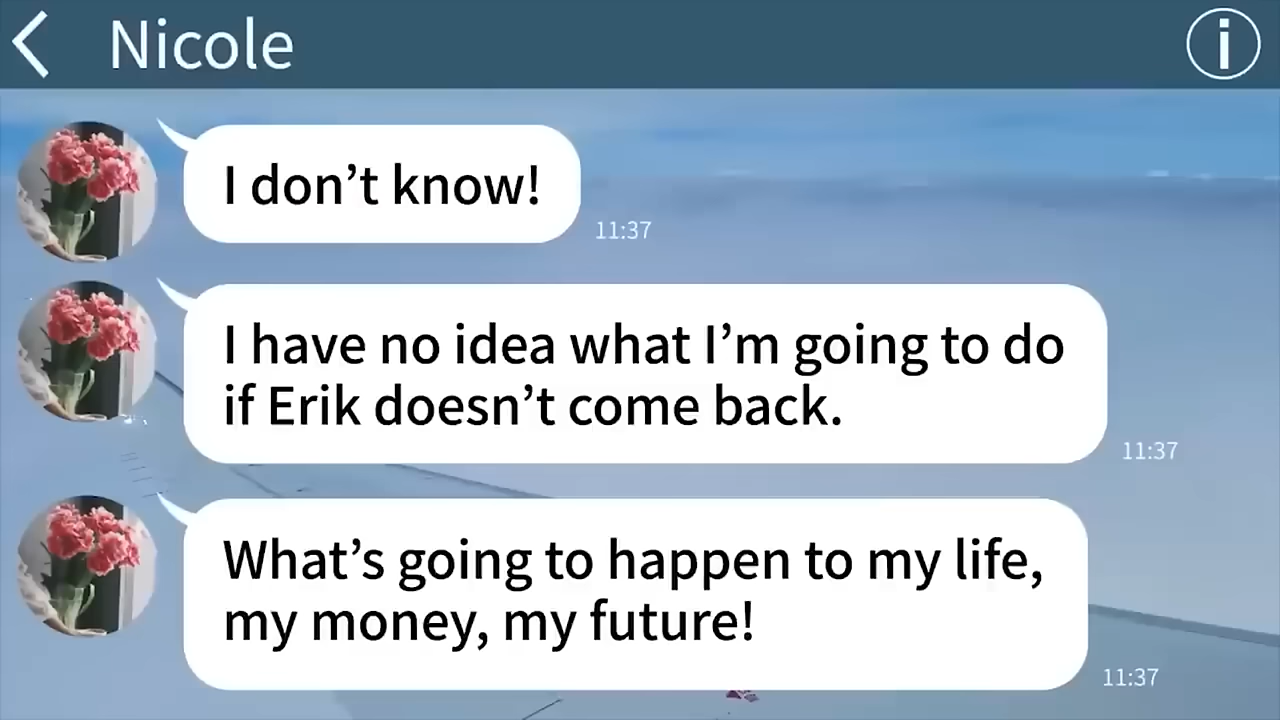 Nicole
I don’t know!
11:37
I have no idea what I’m going to do
if Erik doesn’t come back.
11:37
What’s going to happen to my life,
my money, my future!
11:37